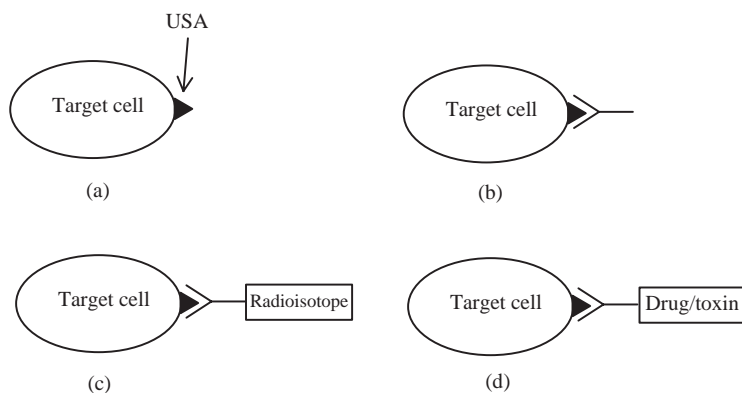 USA
Target cell
Target cell
(a)
(b)
Target cell
Radioisotope
Target cell
Drug/toxin
(c)
(d)